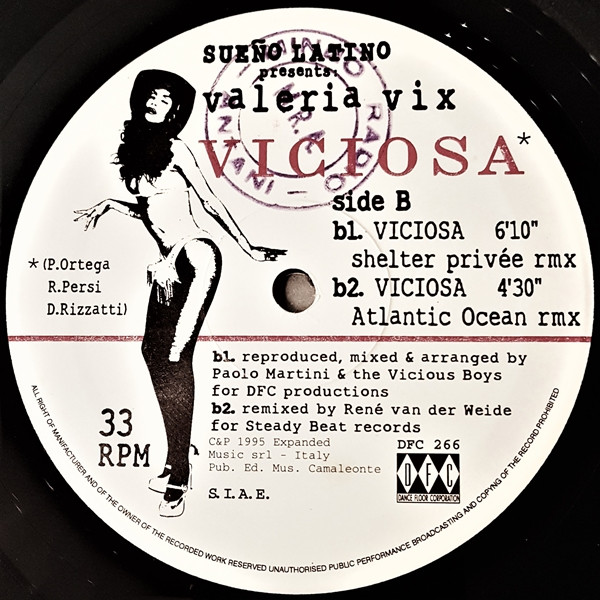 SUEÑO LATINO
presents:
valeria vix
VICIOSA*
side B
b1. VICIOSA 6'10"
shelter privée rmx
b2. VICIOSA 4'30"
Atlantic Ocean rmx
* (P.Ortega
R.Persi
D.Rizzatti)
b1. reproduced, mixed & arranged by
Paolo Martini & the Vicious Boys
for DFC productions
b2. remixed by René van der Weide
for Steady Beat records
C&P 1995 Expanded
Music srl - Italy
Pub. Ed. Mus. Camaleonte
DFC 266
33
RPM
S.I.A.E.
DFC
DANCE FLOOR CORPORATION
ALL RIGHT OF MANIFACTURER AND OF THE OWNER OF THE RECORDED WORK RESERVED UNAUTHORISED PUBLIC PERFORMANCE BROADCASTING AND COPYNG OF THE RECORD PROHIBITED